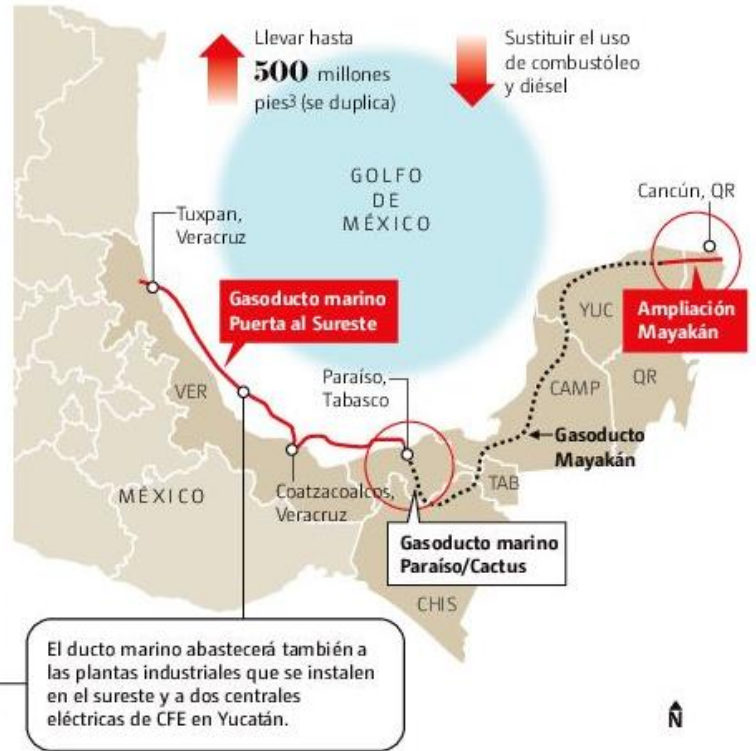 Llevar hasta
500 millones
pies³ (se duplica)
Sustituir el uso
de combustóleo
y diésel
GOLFO
DE
MÉXICO
Cancún, QR
Tuxpan,
Veracruz
Gasoducto marino
Puerta al Sureste
YUC
Ampliación
Mayakán
VER
Paraíso,
Tabasco
CAMP
QR
Gasoducto
Mayakán
MÉXICO
Coatzacoalcos,
Veracruz
TAB
Gasoducto marino
Paraíso/Cactus
CHIS
El ducto marino abastecerá también a
las plantas industriales que se instalen
en el sureste y a dos centrales
eléctricas de CFE en Yucatán.
N